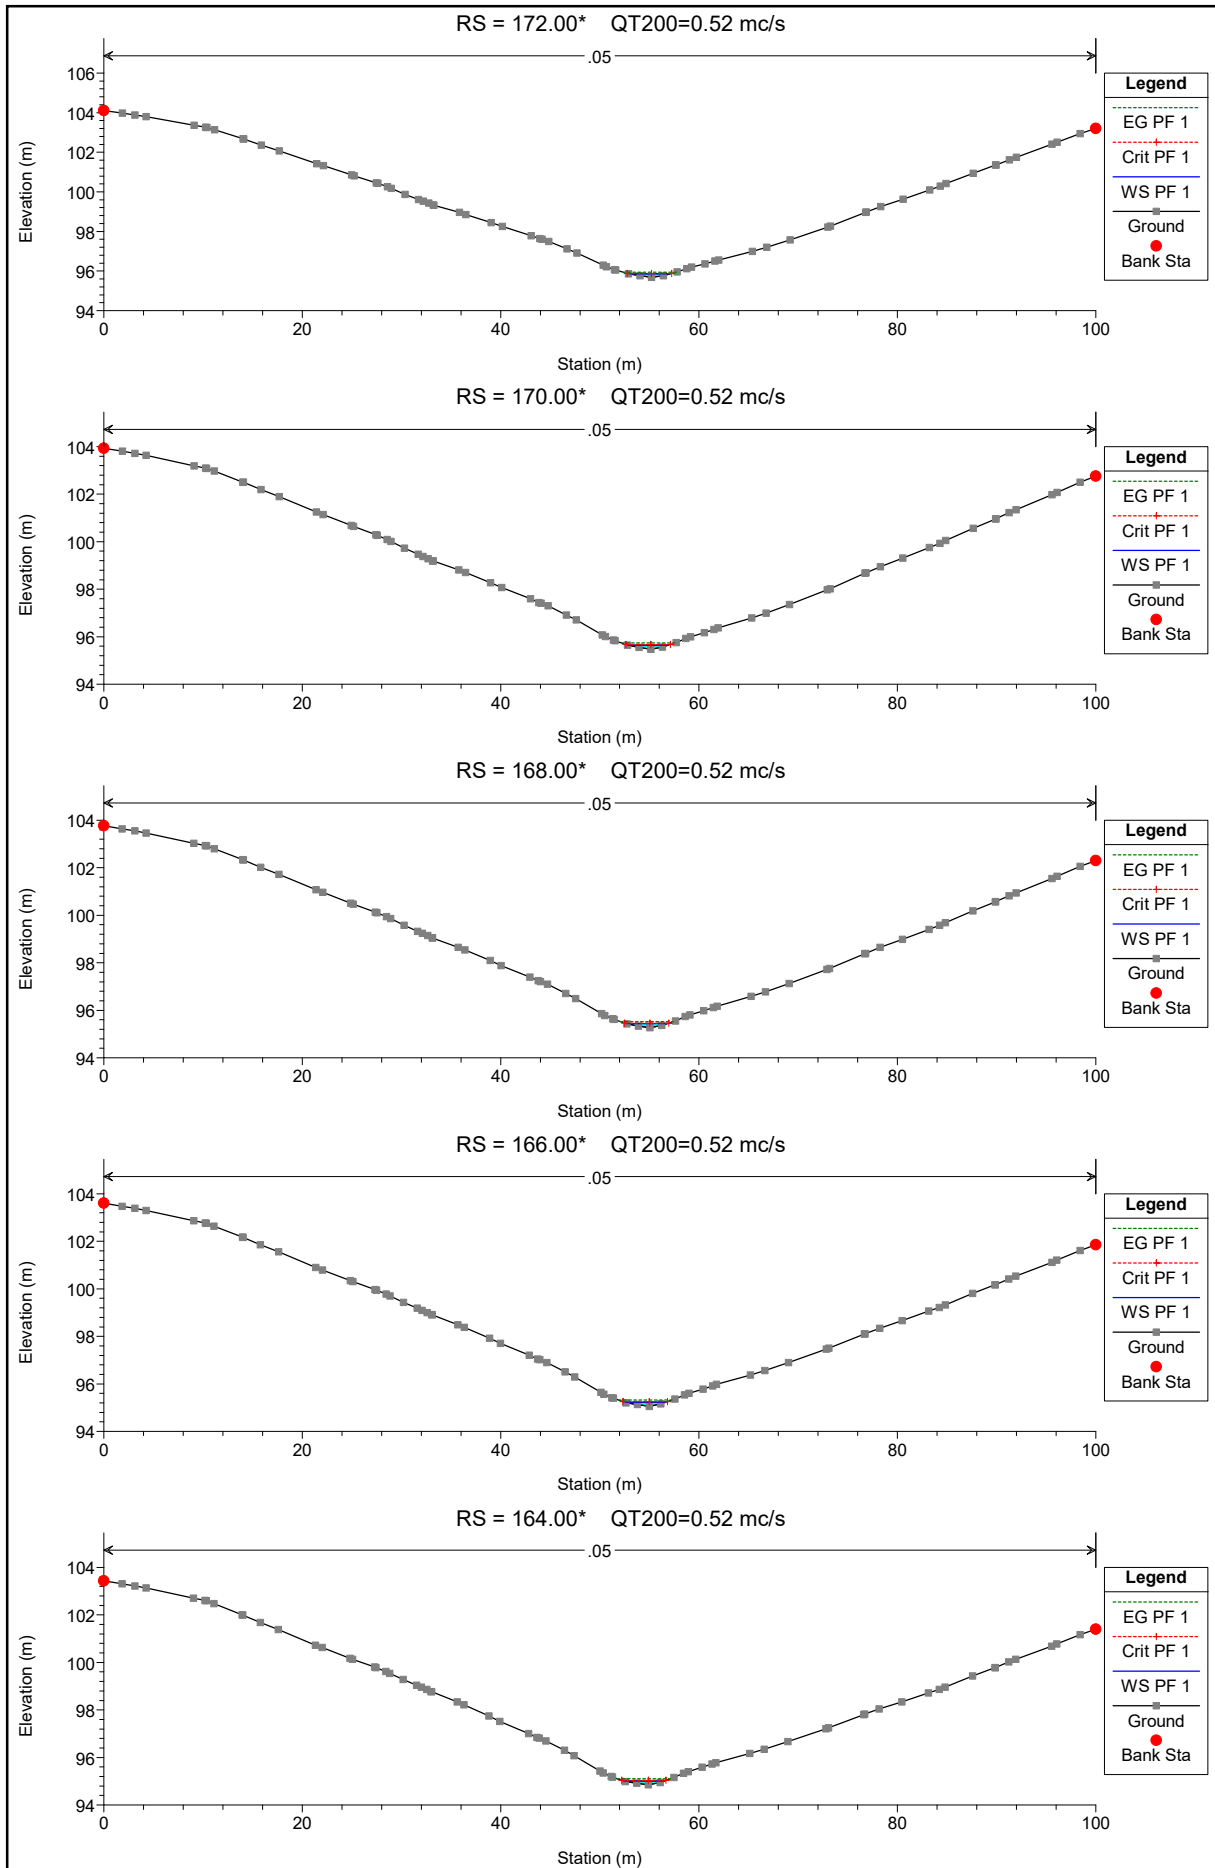 RS = 172.00*    QT200=0.52 mc/s
.05
106
104
102
100
98
96
94
Elevation (m)
0 20 40 60 80 100
Station (m)
Legend
EG PF 1
Crit PF 1
WS PF 1
Ground
Bank Sta
RS = 170.00*    QT200=0.52 mc/s
.05
104
102
100
98
96
94
Elevation (m)
0 20 40 60 80 100
Station (m)
Legend
EG PF 1
Crit PF 1
WS PF 1
Ground
Bank Sta
RS = 168.00*    QT200=0.52 mc/s
.05
104
102
100
98
96
94
Elevation (m)
0 20 40 60 80 100
Station (m)
Legend
EG PF 1
Crit PF 1
WS PF 1
Ground
Bank Sta
RS = 166.00*    QT200=0.52 mc/s
.05
104
102
100
98
96
94
Elevation (m)
0 20 40 60 80 100
Station (m)
Legend
EG PF 1
Crit PF 1
WS PF 1
Ground
Bank Sta
RS = 164.00*    QT200=0.52 mc/s
.05
104
102
100
98
96
94
Elevation (m)
0 20 40 60 80 100
Station (m)
Legend
EG PF 1
Crit PF 1
WS PF 1
Ground
Bank Sta